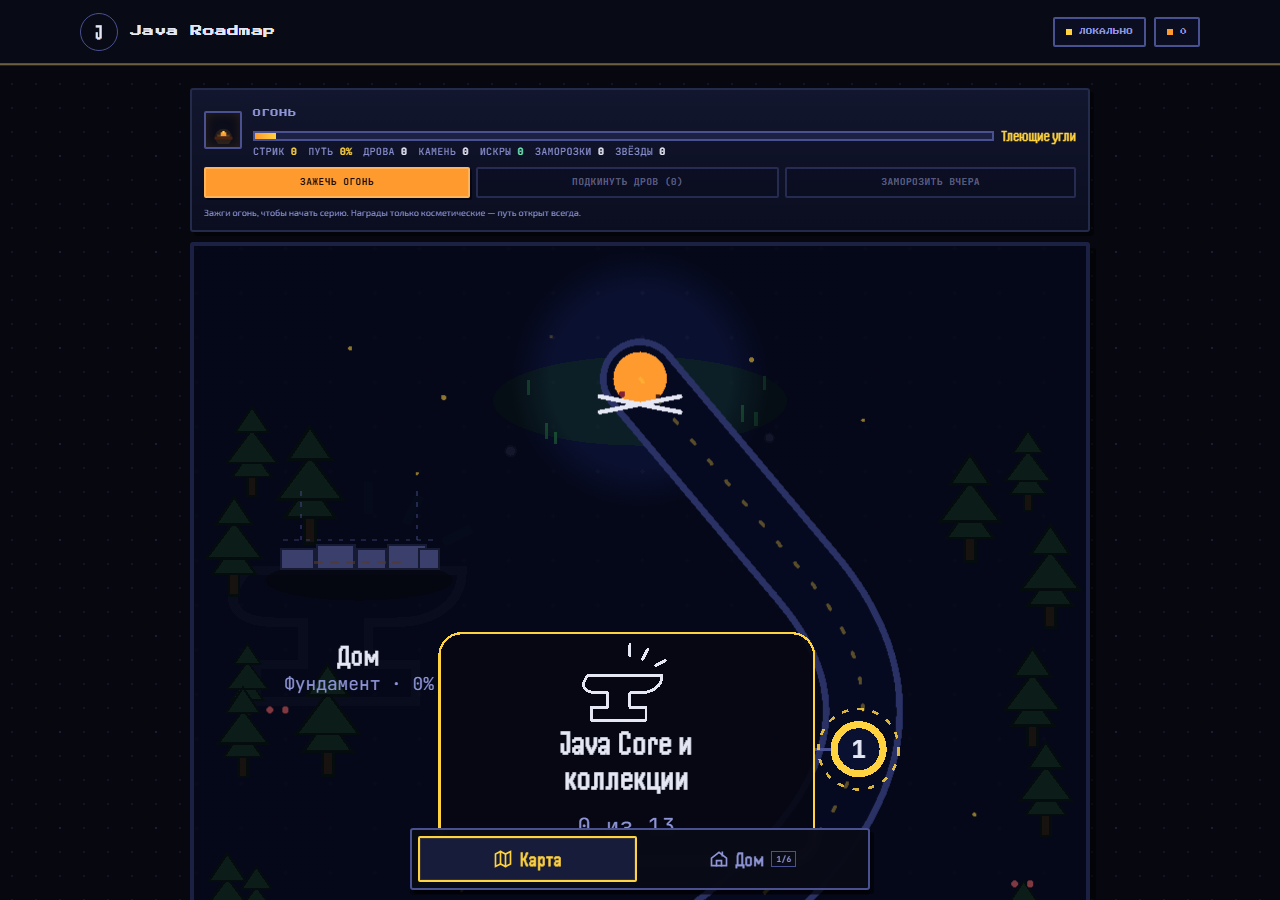 J Java Roadmap
ЛОКАЛЬНО 0
ОГОНЬ
Тлеющие угли
СТРИК 0 ПУТЬ 0% ДРОВА 0 КАМЕНЬ 0 ИСКРЫ 0 ЗАМОРОЗКИ 0 ЗВЁЗДЫ 0
ЗАЖЕЧЬ ОГОНЬ ПОДКИНУТЬ ДРОВ (0) ЗАМОРОЗИТЬ ВЧЕРА
Зажги огонь, чтобы начать серию. Награды только косметические — путь открыт всегда.
Дом
Фундамент · 0%
Java Core и
коллекции
1
0 из 13
Карта Дом 1/6